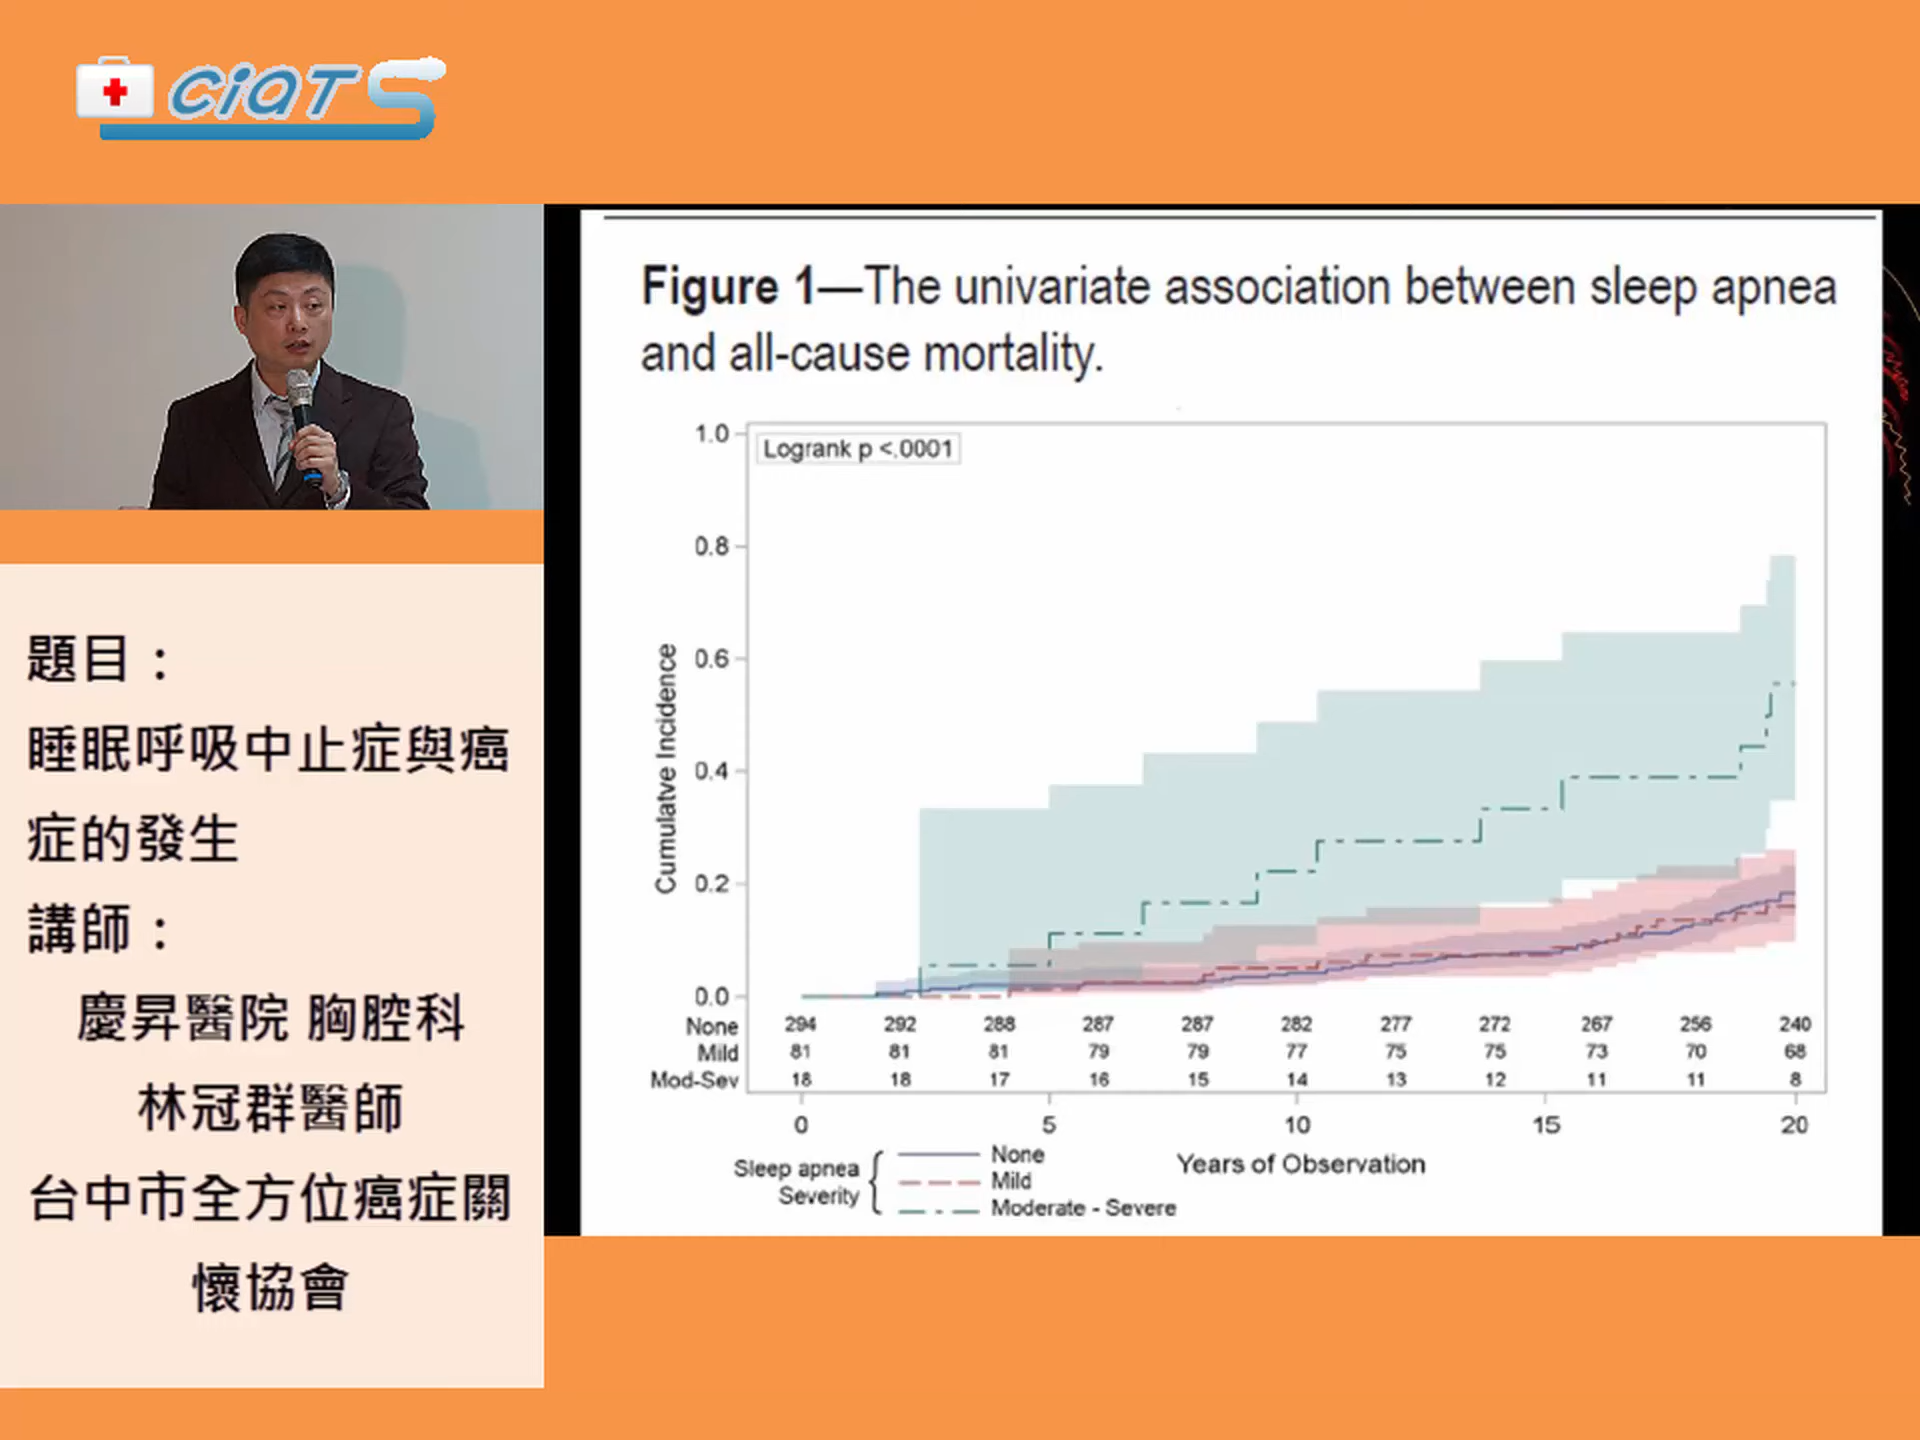 CiaTS
題目：
睡眠呼吸中止症與癌
症的發生
講師：
慶昇醫院 胸腔科
林冠群醫師
台中市全方位癌症關
懷協會
Figure 1—The univariate association between sleep apnea
and all-cause mortality.
Logrank p <.0001
1.0
0.8
0.6
0.4
0.2
0.0
Cumulatve Incidence
None 294 292 288 287 287 282 277 272 267 256 240
Mild 81 81 81 79 79 77 75 75 73 70 68
Mod-Sev 18 18 17 16 15 14 13 12 11 11 8
0 5 10 15 20
Years of Observation
Sleep apnea
Severity
None
Mild
Moderate - Severe